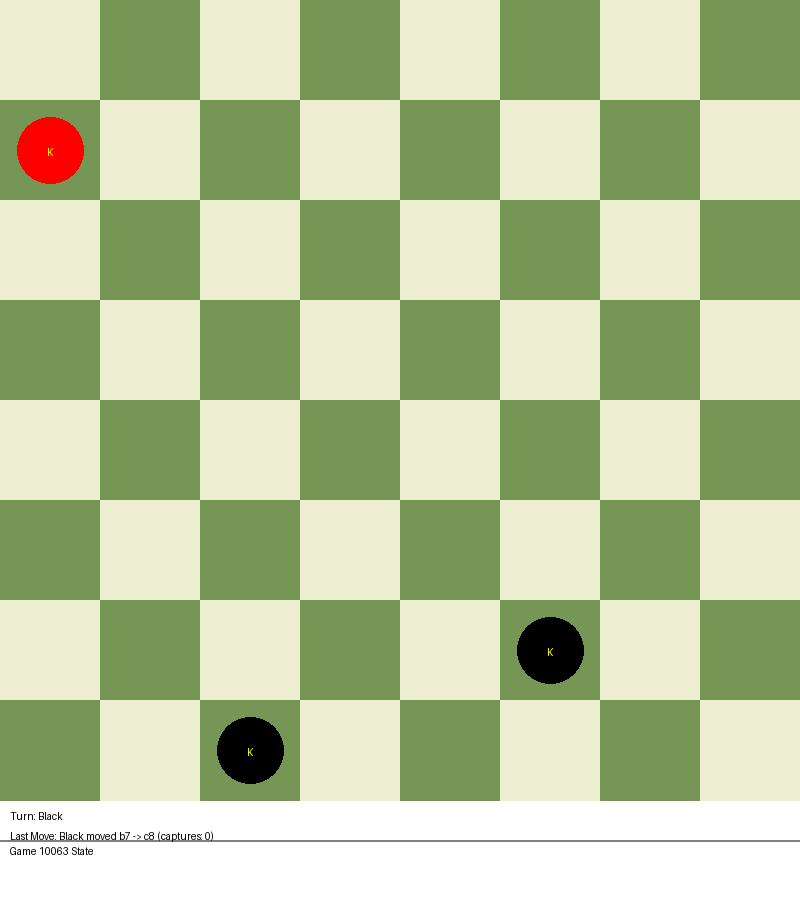 K
K
K
Turn: Black
Last Move: Black moved b7 -> c8 (captures: 0)
Game 10063 State